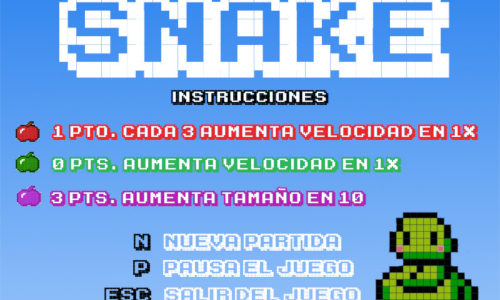 SNAKE
INSTRUCCIONES
1 PTO. CADA 3 AUMENTA VELOCIDAD EN 1X
0 PTS. AUMENTA VELOCIDAD EN 1X
3 PTS. AUMENTA TAMAÑO EN 10
N NUEVA PARTIDA
P PAUSA EL JUEGO
ESC SALIR DEL JUEGO